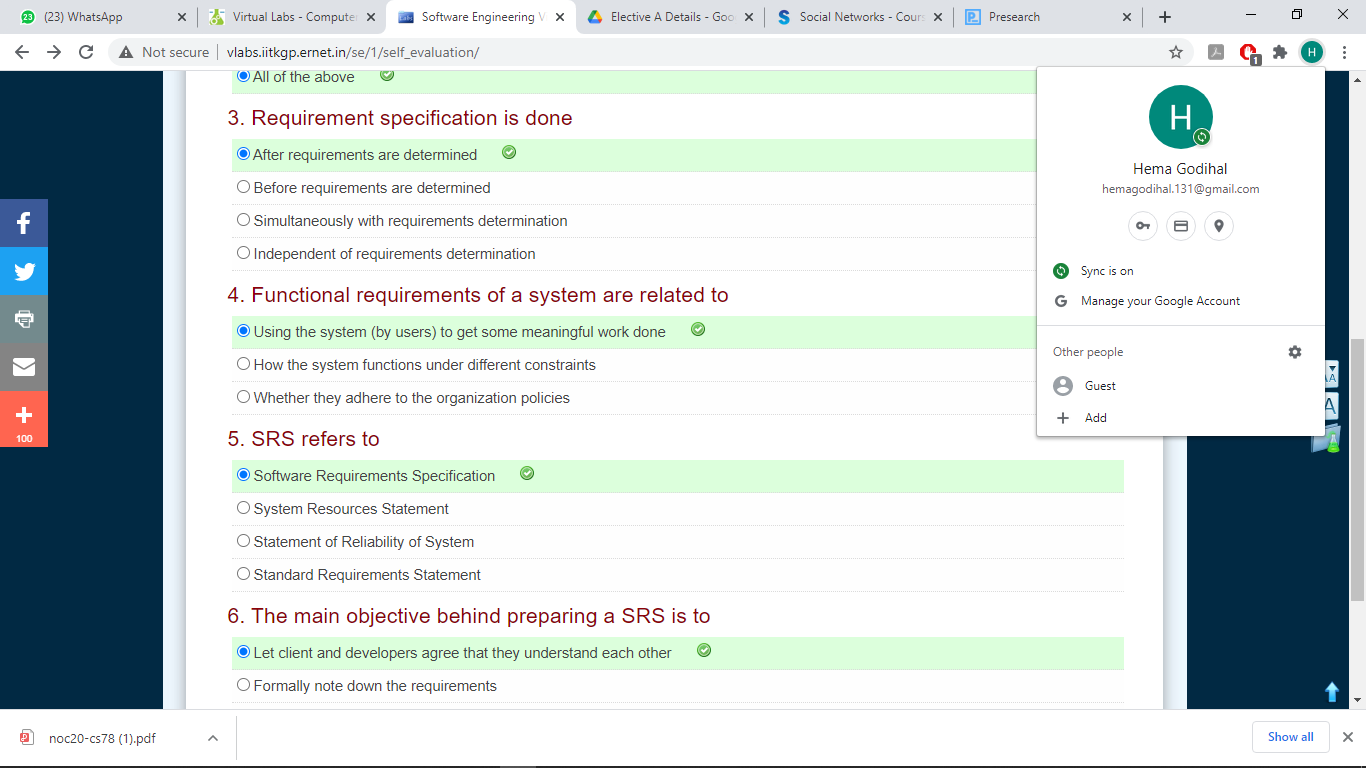 (23) WhatsApp
Virtual Labs - Compute
Software Engineering V
Elective A Details - Goo
Social Networks - Cours
Presearch
Not secure
vlabs.iitkgp.ernet.in/se/1/self_evaluation/
1
H
All of the above
3. Requirement specification is done
After requirements are determined
Before requirements are determined
Simultaneously with requirements determination
Independent of requirements determination
4. Functional requirements of a system are related to
Using the system (by users) to get some meaningful work done
How the system functions under different constraints
Whether they adhere to the organization policies
5. SRS refers to
Software Requirements Specification
System Resources Statement
Statement of Reliability of System
Standard Requirements Statement
6. The main objective behind preparing a SRS is to
Let client and developers agree that they understand each other
Formally note down the requirements
H
Hema Godihal
hemagodihal.131@gmail.com
Sync is on
G Manage your Google Account
Other people
Guest
Add
100
noc20-cs78 (1).pdf
Show all